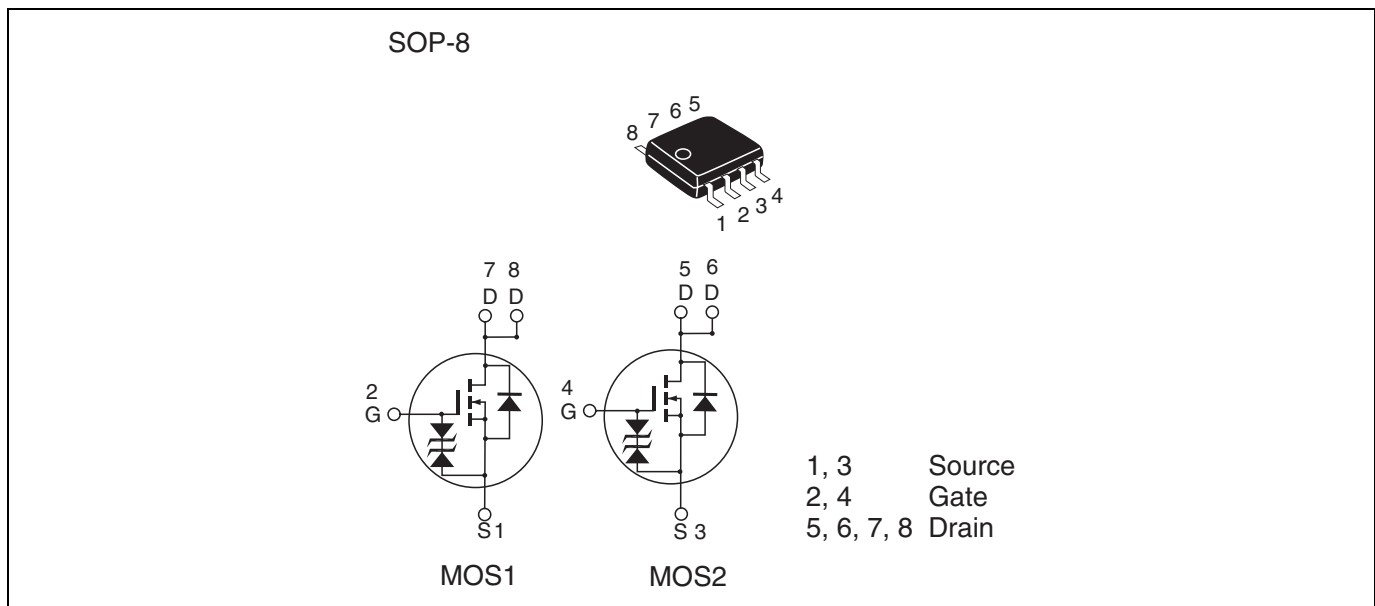 SOP-8
8 7 6 5
1 2 3 4
7 8
D D
2
G
S 1
MOS1
5 6
D D
4
G
S 3
MOS2
1, 3 Source
2, 4 Gate
5, 6, 7, 8 Drain